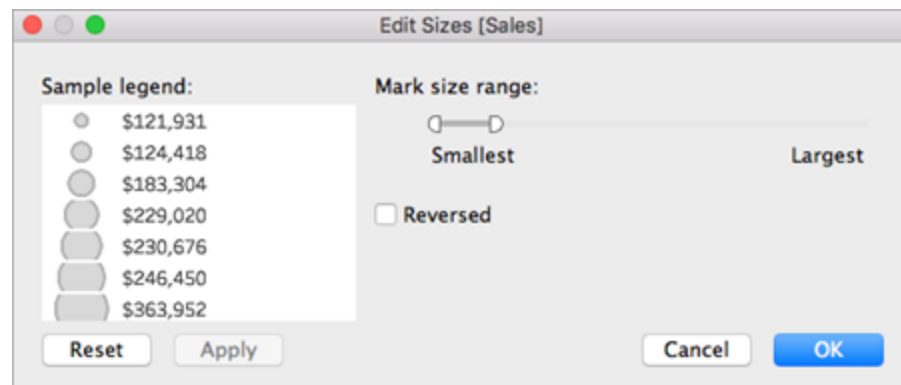 Edit Sizes [Sales]
Sample legend:
$121,931
$124,418
$183,304
$229,020
$230,676
$246,450
$363,952
Mark size range:
Smallest Largest
Reversed
Reset Apply Cancel OK